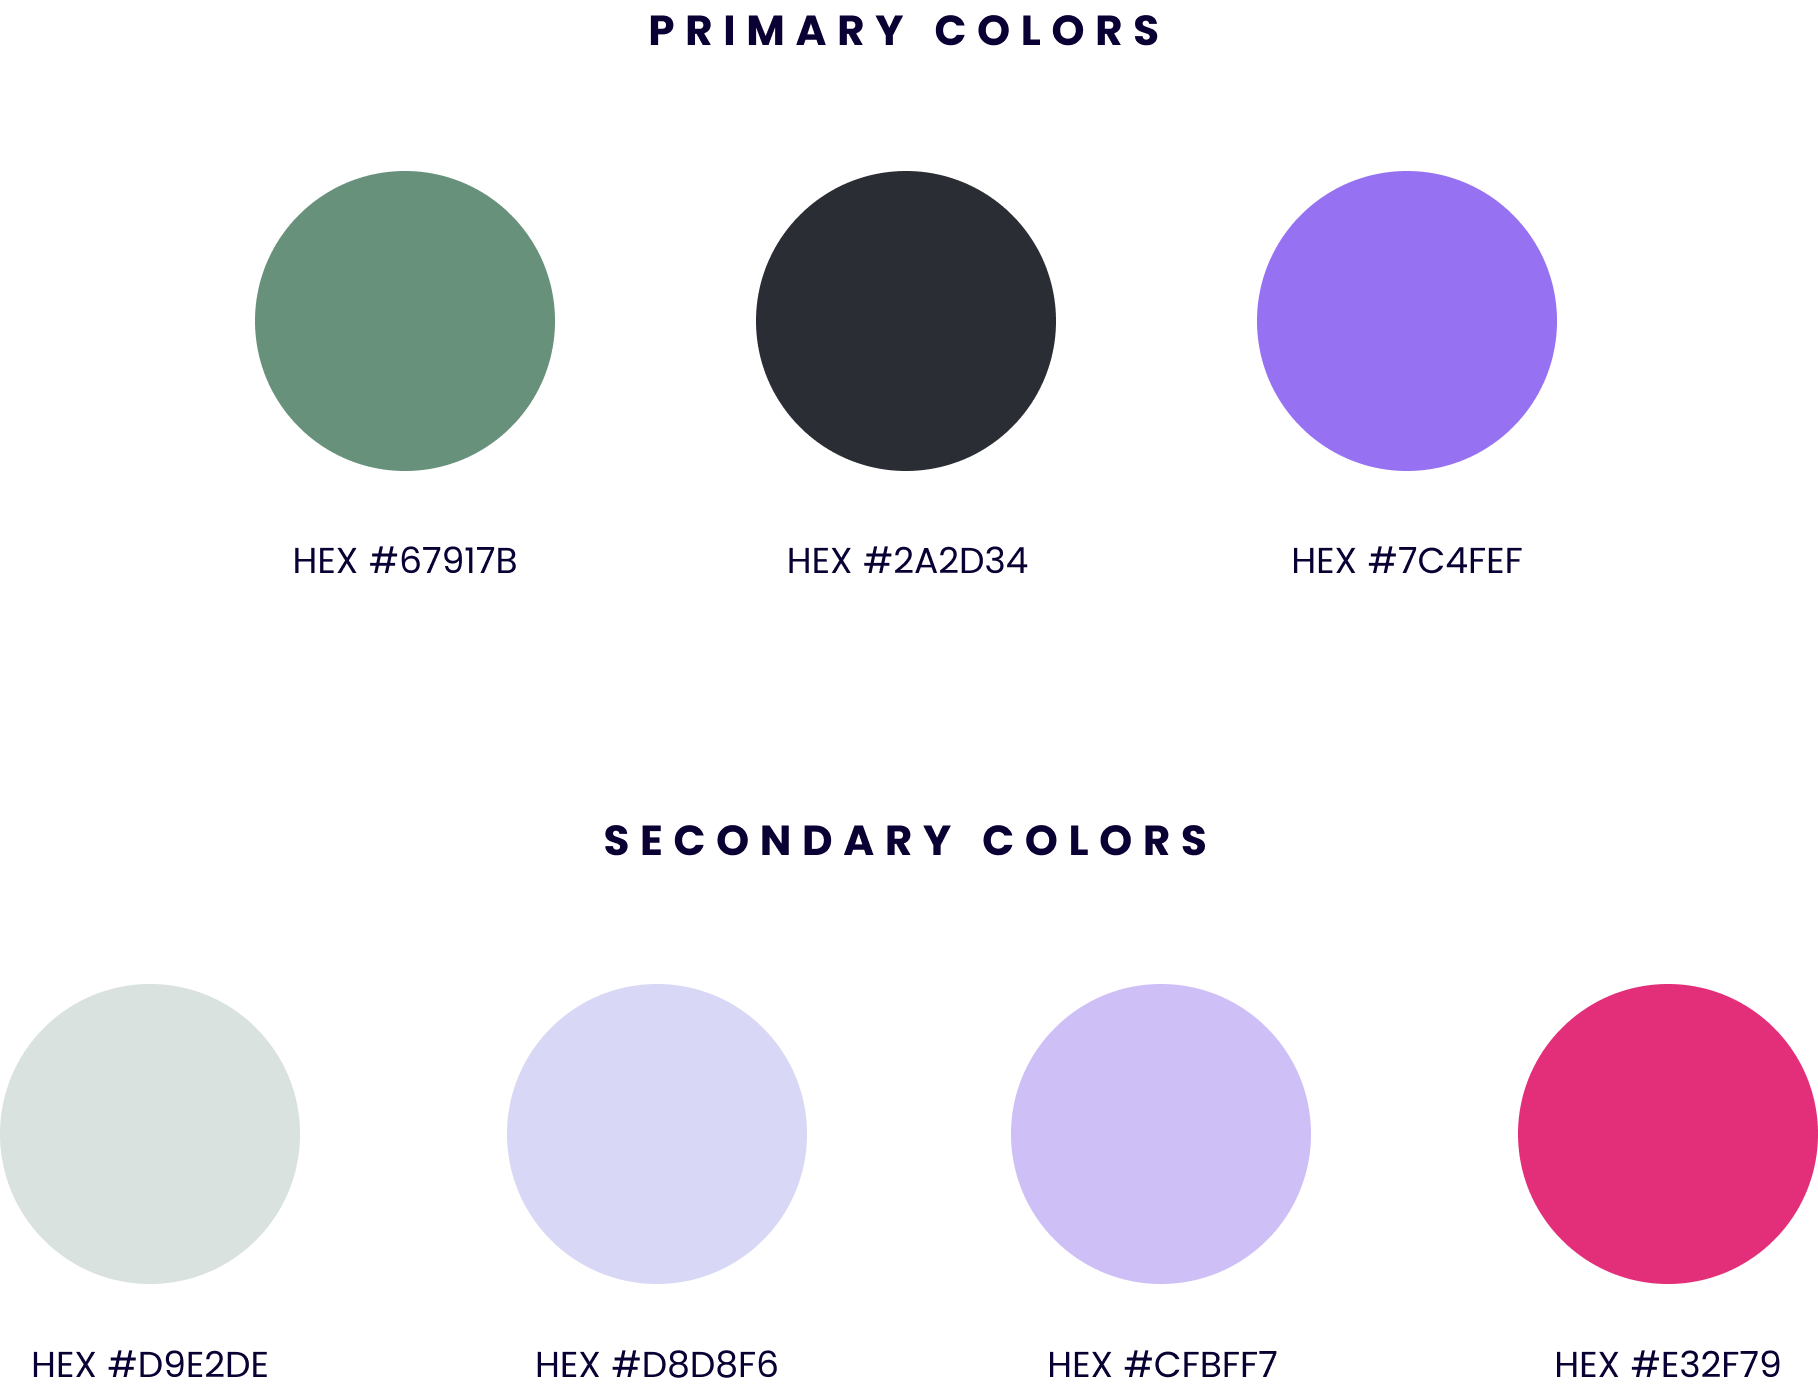 PRIMARY COLORS
HEX #67917B
HEX #2A2D34
HEX #7C4FEF
SECONDARY COLORS
HEX #D9E2DE
HEX #D8D8F6
HEX #CFBFF7
HEX #E32F79